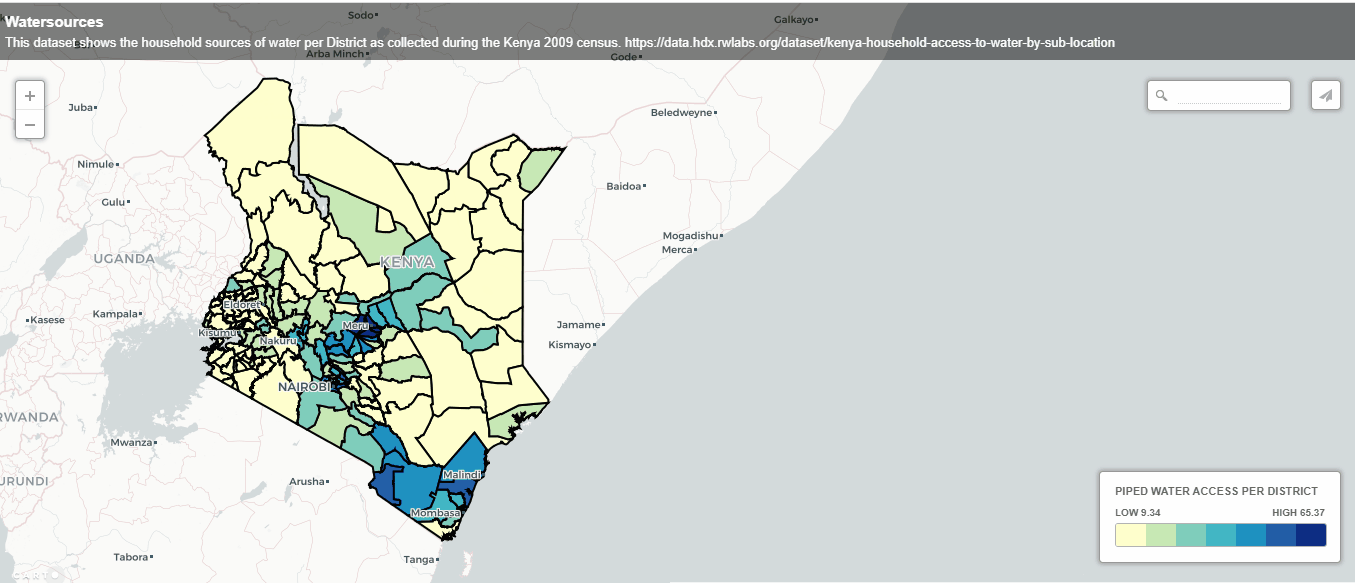 Watersources
This dataset shows the household sources of water per District as collected during the Kenya 2009 census. https://data.hdx.rwlabs.org/dataset/kenya-household-access-to-water-by-sub-location
Sodo
Galkayo
Arba Minch
Gode
+
−
Juba
Beledweyne
Nimule
Baidoa
Gulu
Mogadishu
Merca
UGANDA
KENYA
Eldoret
Kampala
Kasese
Jamame
Meru
Kisumu
Nakuru
Kismayo
NAIROBI
RWANDA
Mwanza
Malindi
Arusha
BURUNDI
Mombasa
Tabora
Tanga
PIPED WATER ACCESS PER DISTRICT
LOW 9.34 HIGH 65.37